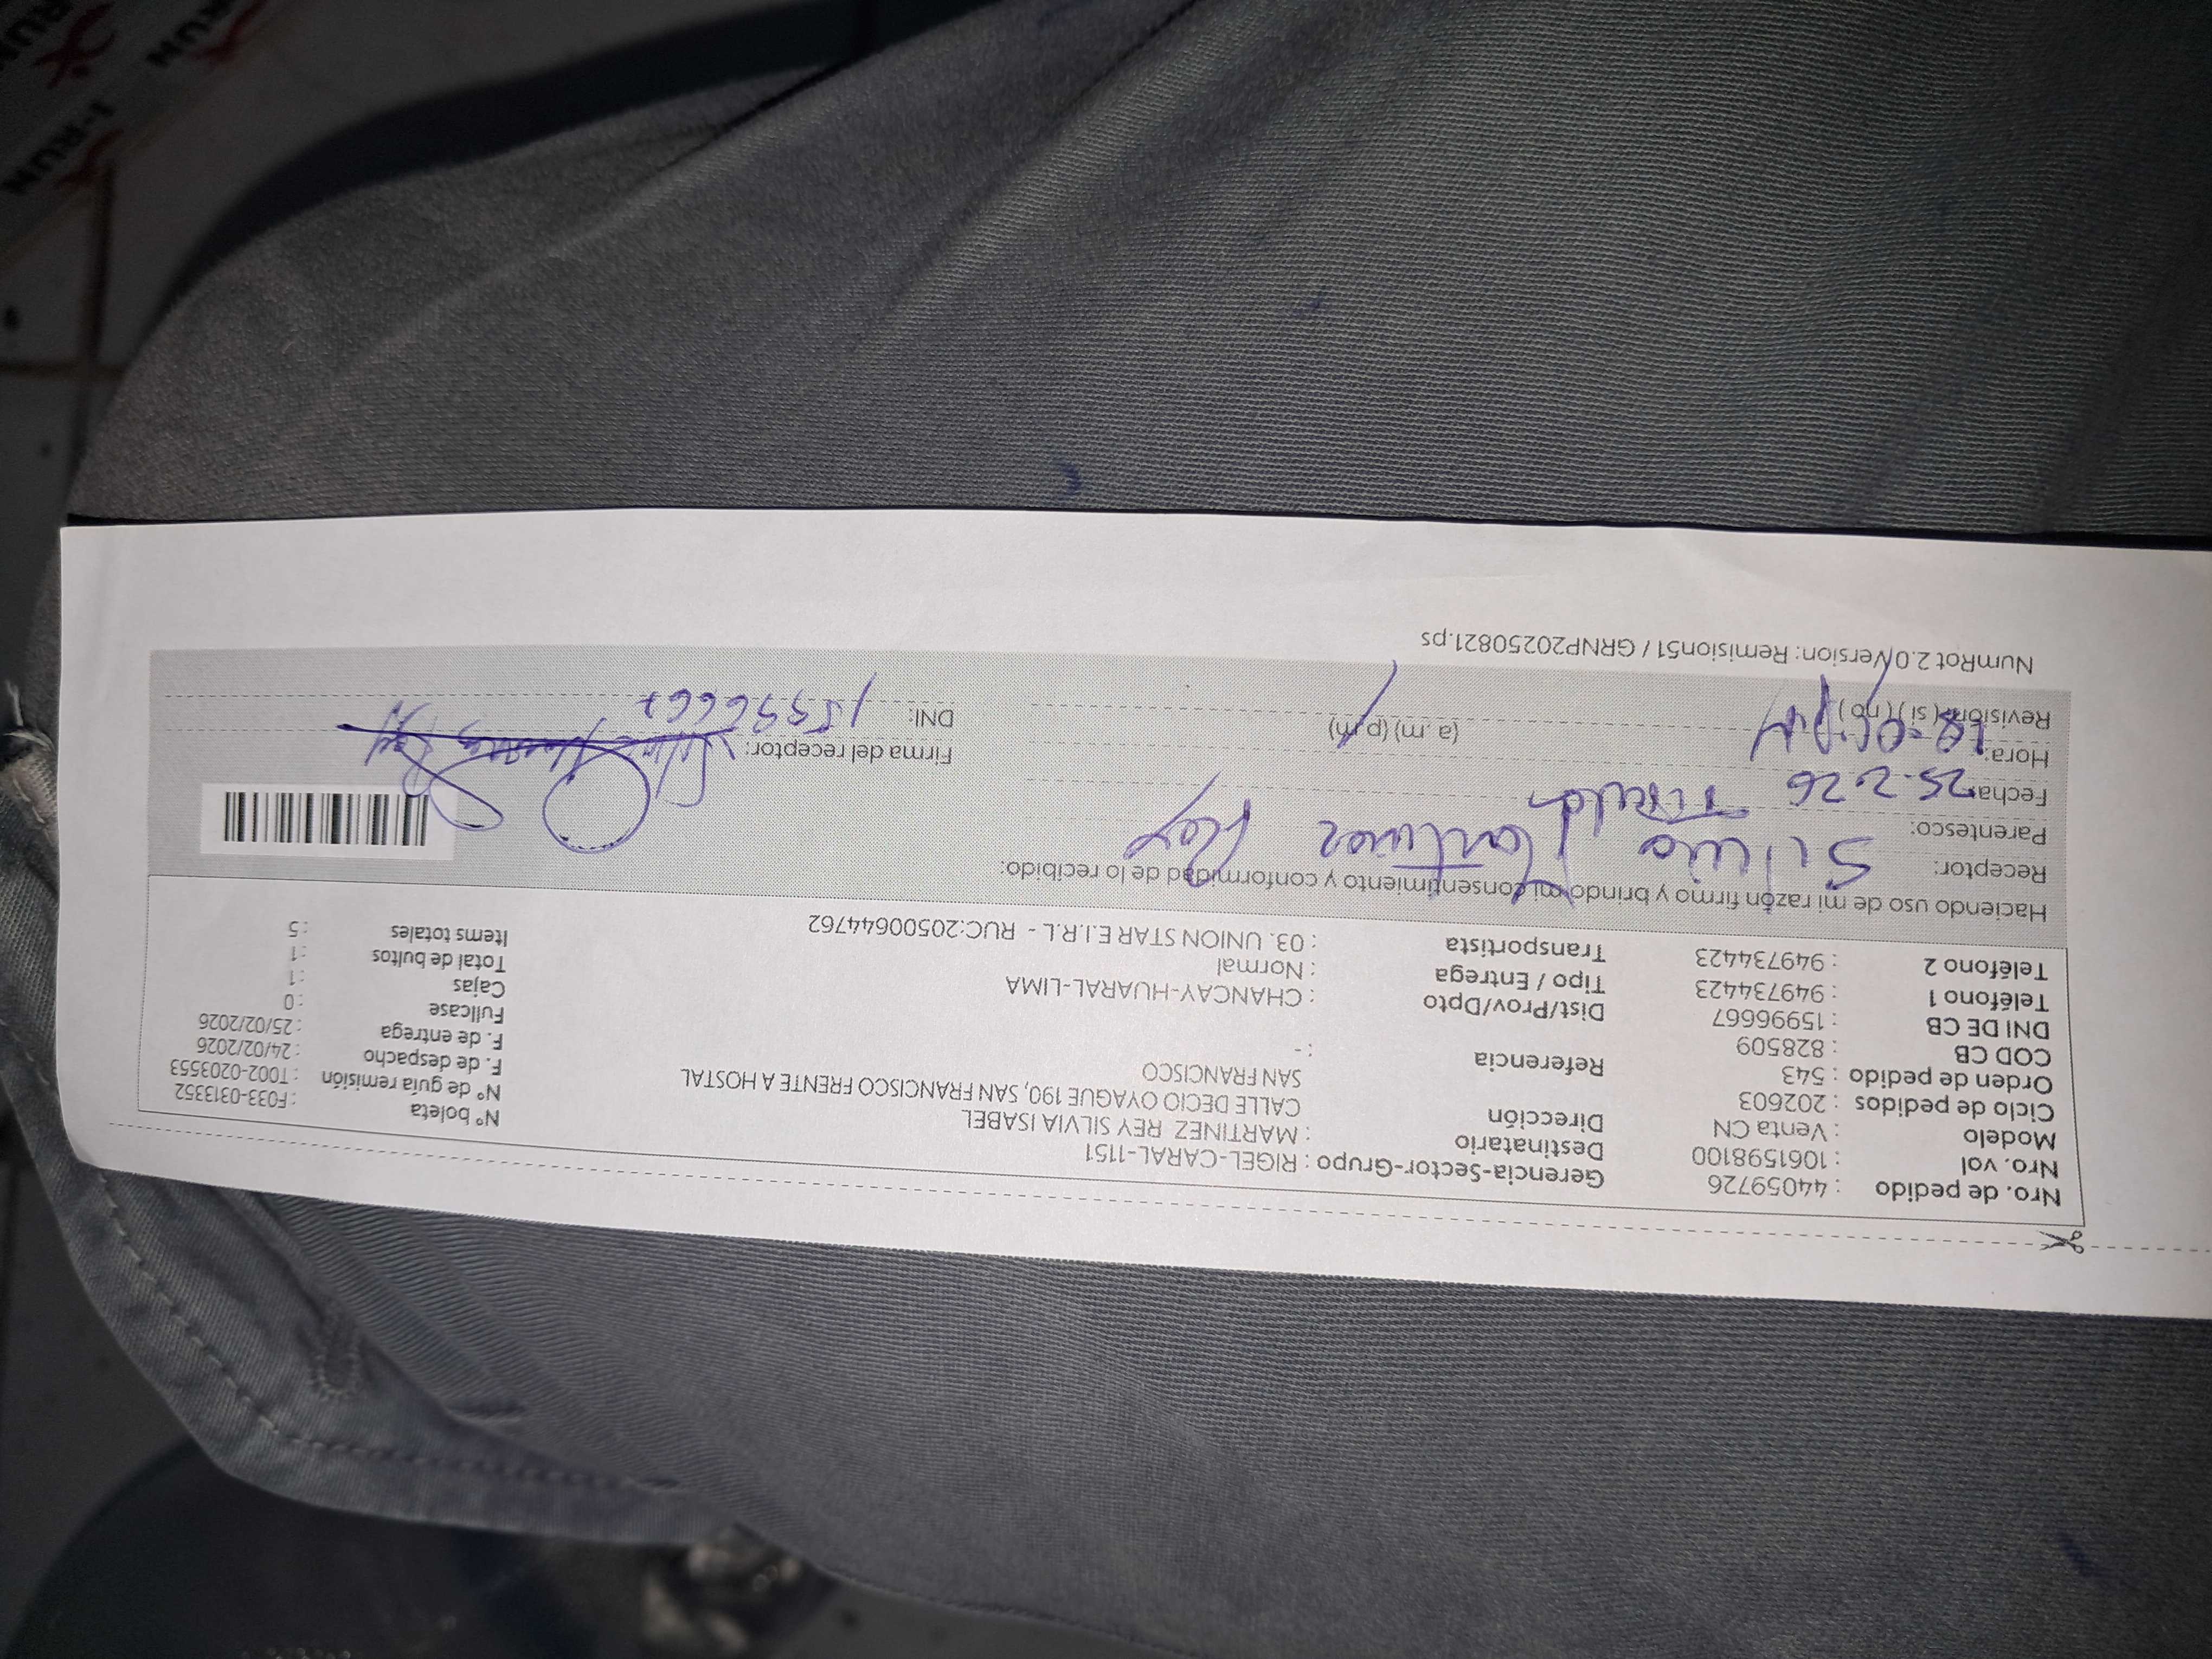 Nro. de pedido : 44059726 Gerencia-Sector-Grupo : RIGEL-CARAL-1151 N° boleta : F033-0313352
Nro. vol : 1061598100 Destinatario : MARTINEZ REY SILVIA ISABEL N° de guía remisión : T002-0203553
Modelo : Venta CN Dirección CALLE DECIO OYAGUE 190, SAN FRANCISCO FRENTE A HOSTAL F. de despacho : 24/02/2026
Ciclo de pedidos : 202603 SAN FRANCISCO F. de entrega : 25/02/2026
Orden de pedido : 543 Referencia : - Fullcase : 0
COD CB : 828509 Dist/Prov/Dpto : CHANCAY-HUARAL-LIMA Cajas : 1
DNI DE CB : 15996667 Tipo / Entrega : Normal Total de bultos : 1
Teléfono 1 : 949734423 Transportista : 03. UNION STAR E.I.R.L - RUC:20500644762 Items totales : 5
Teléfono 2 : 949734423
Haciendo uso de mi razón firmo y brindo mi consentimiento y conformidad de lo recibido:
Receptor: Silvia Martinez Rey
Parentesco: Titular
Fecha: 25-2-26 Firma del receptor:
Hora: (a. m) (p.m) DNI: 15996667
Revisión: ( si ) ( no )
NumRot 2.0/Version: Remision51 / GRNP20250821.ps
I-RUN
RUN
RUN